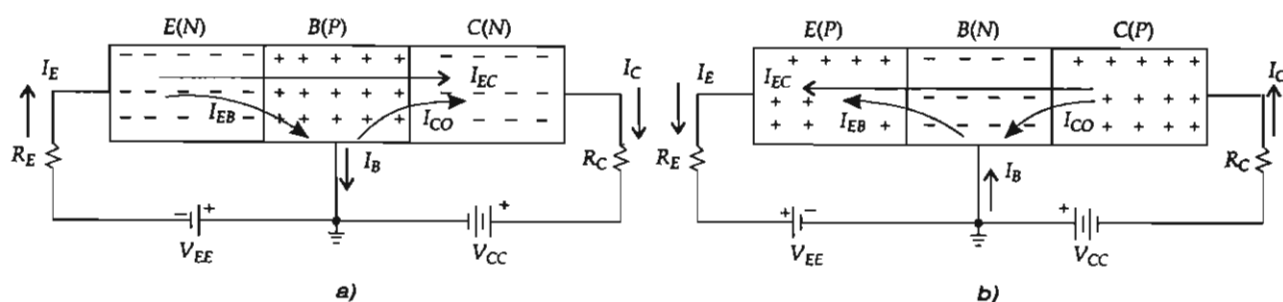 E(N) B(P) C(N)
I_E I_EC I_C
I_EB I_CO
R_E I_B R_C
− + +
V_EE V_CC
a)
E(P) B(N) C(P)
I_E I_EC I_C
I_EB I_CO
R_E I_B R_C
+ − +
V_EE V_CC
b)